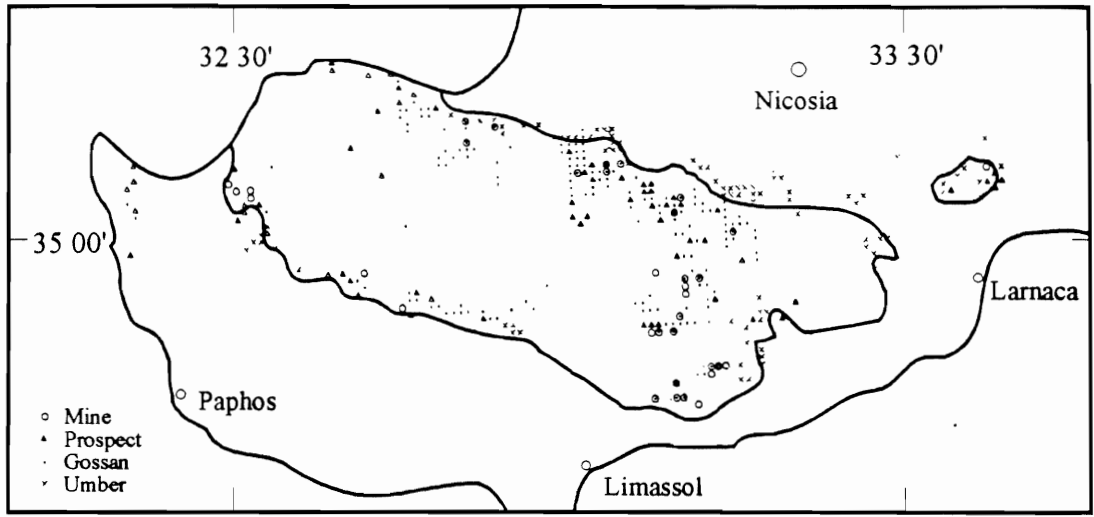 32 30'
33 30'
Nicosia
35 00'
Larnaca
Paphos
Mine
Prospect
Gossan
Umber
Limassol